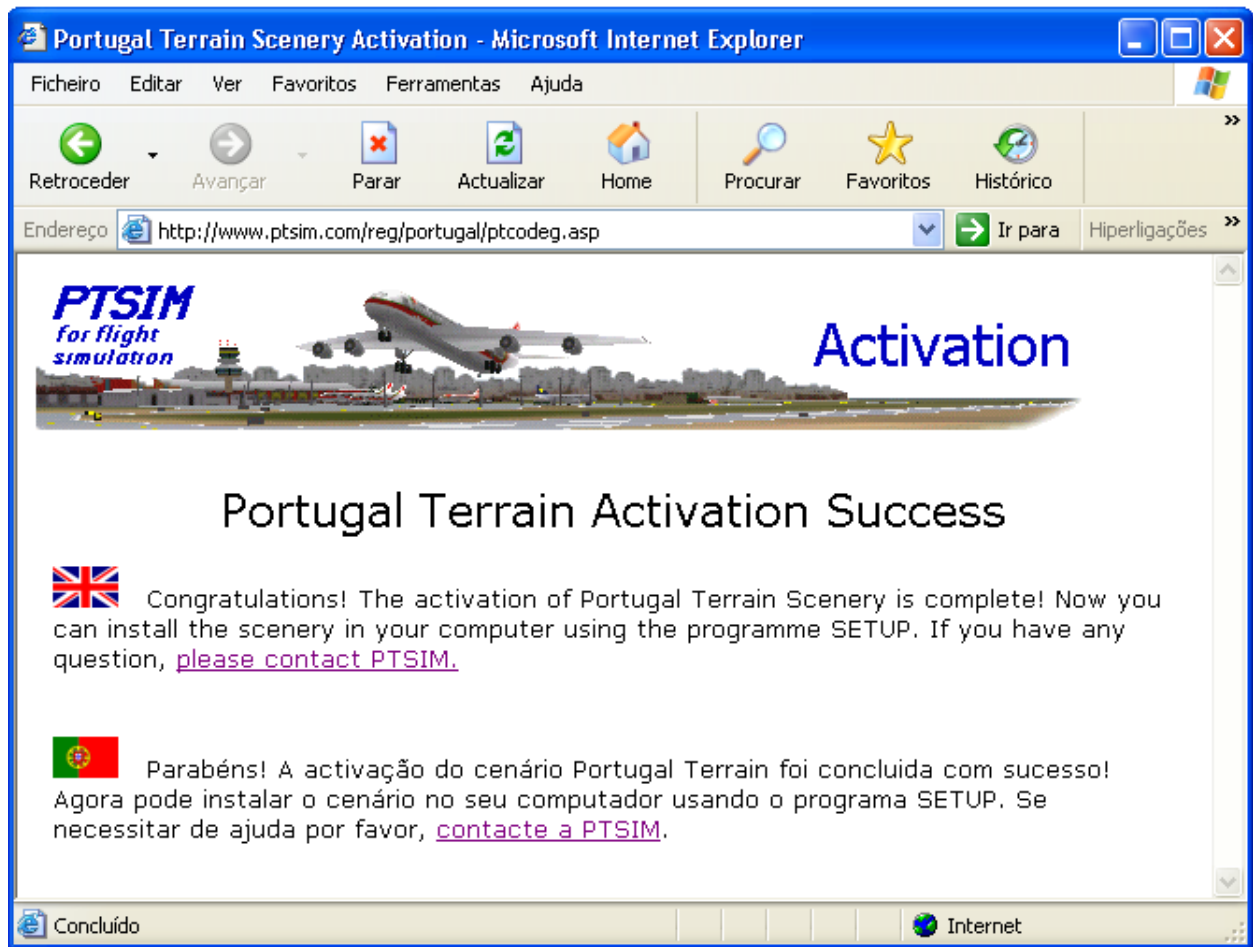 Portugal Terrain Scenery Activation - Microsoft Internet Explorer
Ficheiro Editar Ver Favoritos Ferramentas Ajuda
Retroceder Avançar Parar Actualizar Home Procurar Favoritos Histórico
Endereço http://www.ptsim.com/reg/portugal/ptcodeg.asp Ir para Hiperligações
PTSIM
for flight
simulation
Activation
Portugal Terrain Activation Success
Congratulations! The activation of Portugal Terrain Scenery is complete! Now you
can install the scenery in your computer using the programme SETUP. If you have any
question, please contact PTSIM.
Parabéns! A activação do cenário Portugal Terrain foi concluida com sucesso!
Agora pode instalar o cenário no seu computador usando o programa SETUP. Se
necessitar de ajuda por favor, contacte a PTSIM.
Concluído Internet